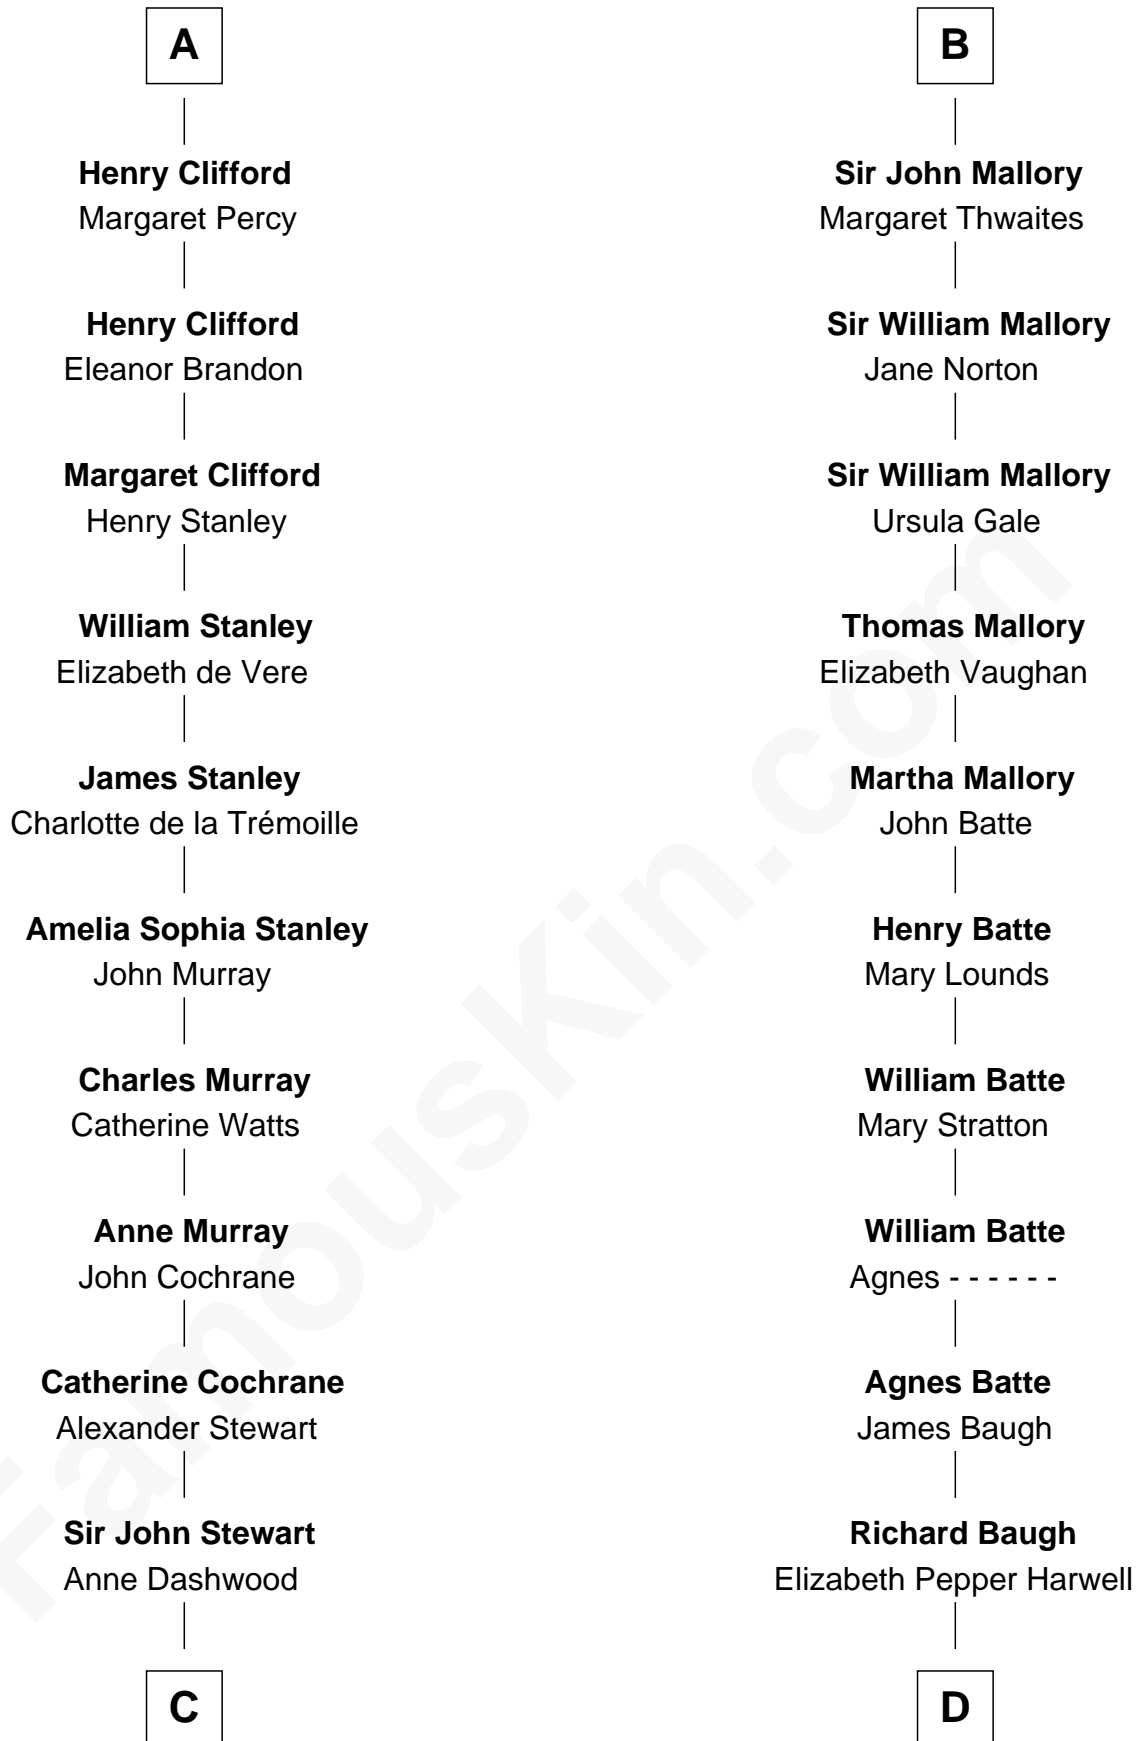 A
Henry Clifford
Margaret Percy
Henry Clifford
Eleanor Brandon
Margaret Clifford
Henry Stanley
William Stanley
Elizabeth de Vere
James Stanley
Charlotte de la Trémoille
Amelia Sophia Stanley
John Murray
Charles Murray
Catherine Watts
Anne Murray
John Cochrane
Catherine Cochrane
Alexander Stewart
Sir John Stewart
Anne Dashwood
C
B
Sir John Mallory
Margaret Thwaites
Sir William Mallory
Jane Norton
Sir William Mallory
Ursula Gale
Thomas Mallory
Elizabeth Vaughan
Martha Mallory
John Batte
Henry Batte
Mary Lounds
William Batte
Mary Stratton
William Batte
Agnes - - - - - -
Agnes Batte
James Baugh
Richard Baugh
Elizabeth Pepper Harwell
D
FamousKin.com